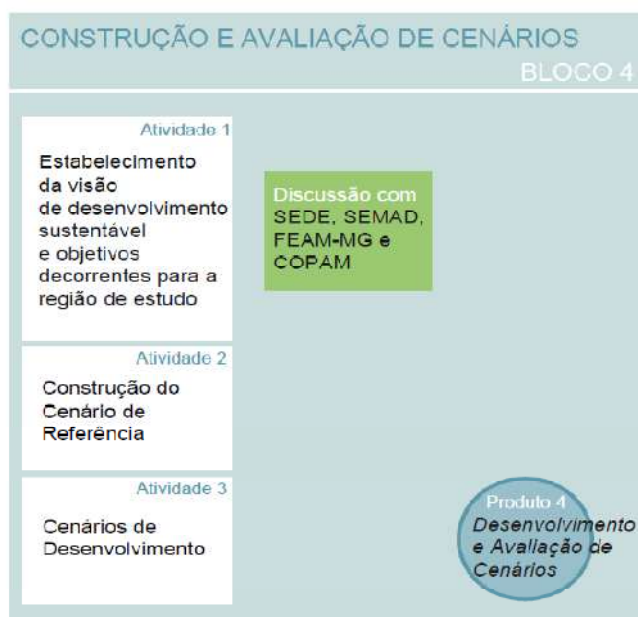 CONSTRUÇÃO E AVALIAÇÃO DE CENÁRIOS
BLOCO 4
Atividade 1
Estabelecimento
da visão
de desenvolvimento
sustentável
e objetivos
decorrentes para a
região de estudo
Discussão com
SEDE, SEMAD,
FEAM-MG e
COPAM
Atividade 2
Construção do
Cenário de
Referência
Atividade 3
Cenários de
Desenvolvimento
Produto 4
Desenvolvimento
e Avaliação de
Cenários